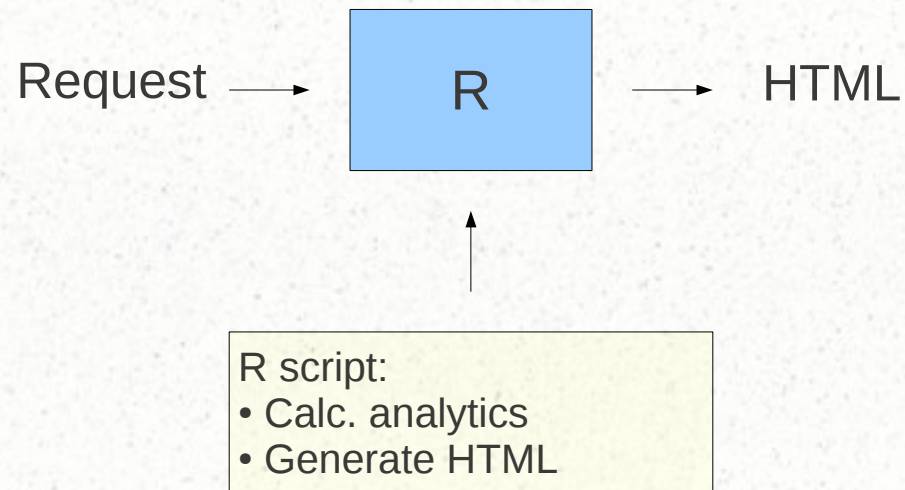 Request
R
HTML
R script:
• Calc. analytics
• Generate HTML